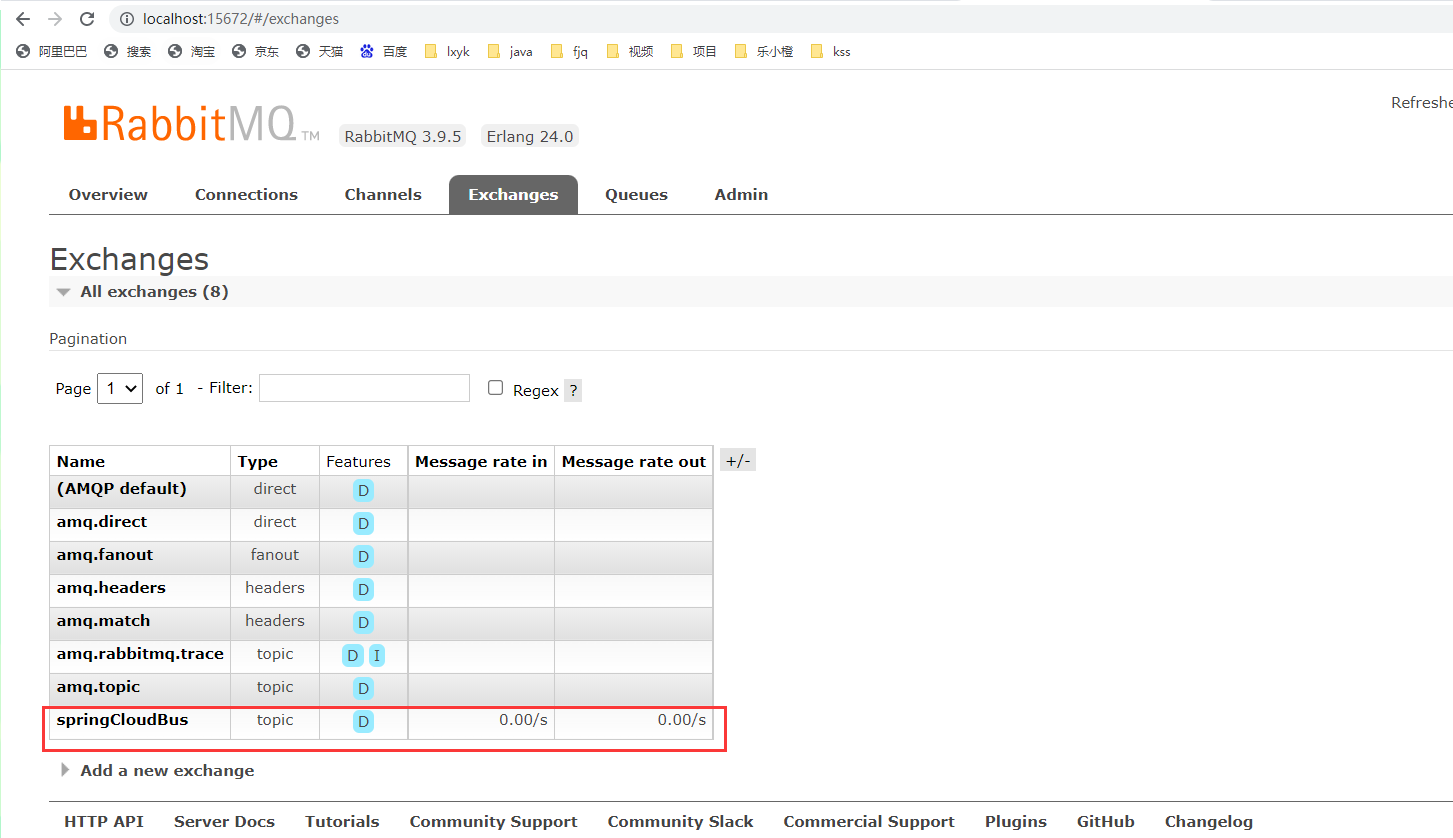 localhost:15672/#/exchanges
阿里巴巴 搜索 淘宝 京东 天猫 百度 lxyk java fjq 视频 项目 乐小橙 kss
Refreshe
RabbitMQ TM RabbitMQ 3.9.5 Erlang 24.0
Overview Connections Channels Exchanges Queues Admin
Exchanges
All exchanges (8)
Pagination
Page 1 of 1 - Filter: Regex ?
Name Type Features Message rate in Message rate out +/-
(AMQP default) direct D
amq.direct direct D
amq.fanout fanout D
amq.headers headers D
amq.match headers D
amq.rabbitmq.trace topic D I
amq.topic topic D
springCloudBus topic D 0.00/s 0.00/s
Add a new exchange
HTTP API Server Docs Tutorials Community Support Community Slack Commercial Support Plugins GitHub Changelog